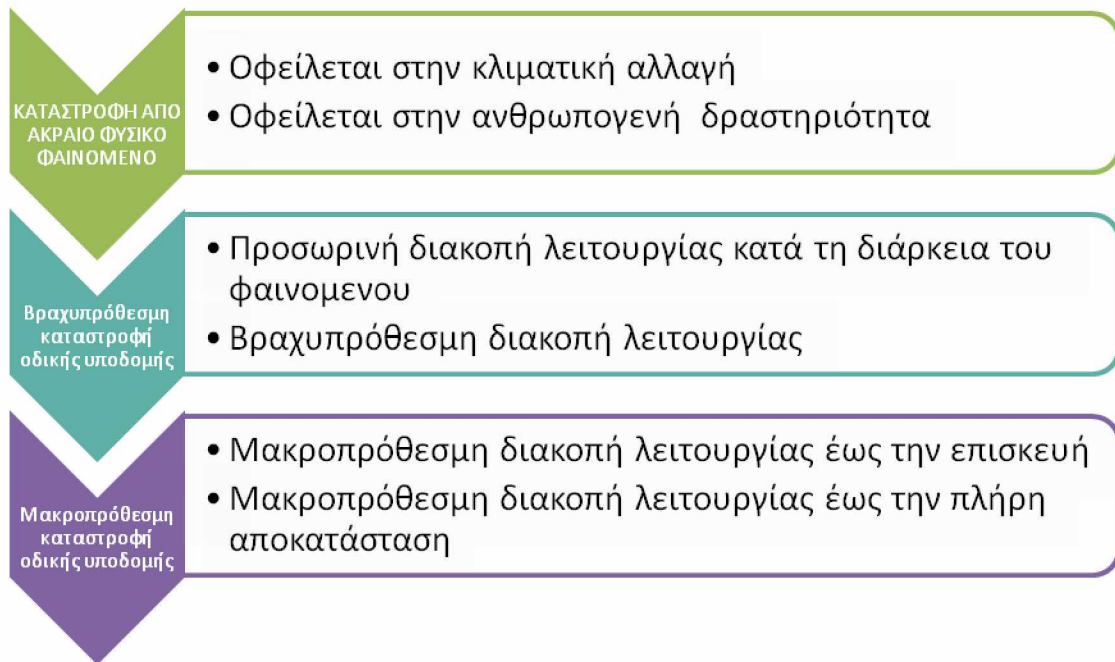 ΚΑΤΑΣΤΡΟΦΗ ΑΠΟ
ΑΚΡΑΙΟ ΦΥΣΙΚΟ
ΦΑΙΝΟΜΕΝΟ
• Οφείλεται στην κλιματική αλλαγή
• Οφείλεται στην ανθρωπογενή δραστηριότητα
Βραχυπρόθεσμη
καταστροφή
οδικής υποδομής
• Προσωρινή διακοπή λειτουργίας κατά τη διάρκεια του
φαινομενου
• Βραχυπρόθεσμη διακοπή λειτουργίας
Μακροπρόθεσμη
καταστροφή
οδικής υποδομής
• Μακροπρόθεσμη διακοπή λειτουργίας έως την επισκευή
• Μακροπρόθεσμη διακοπή λειτουργίας έως την πλήρη
αποκατάσταση